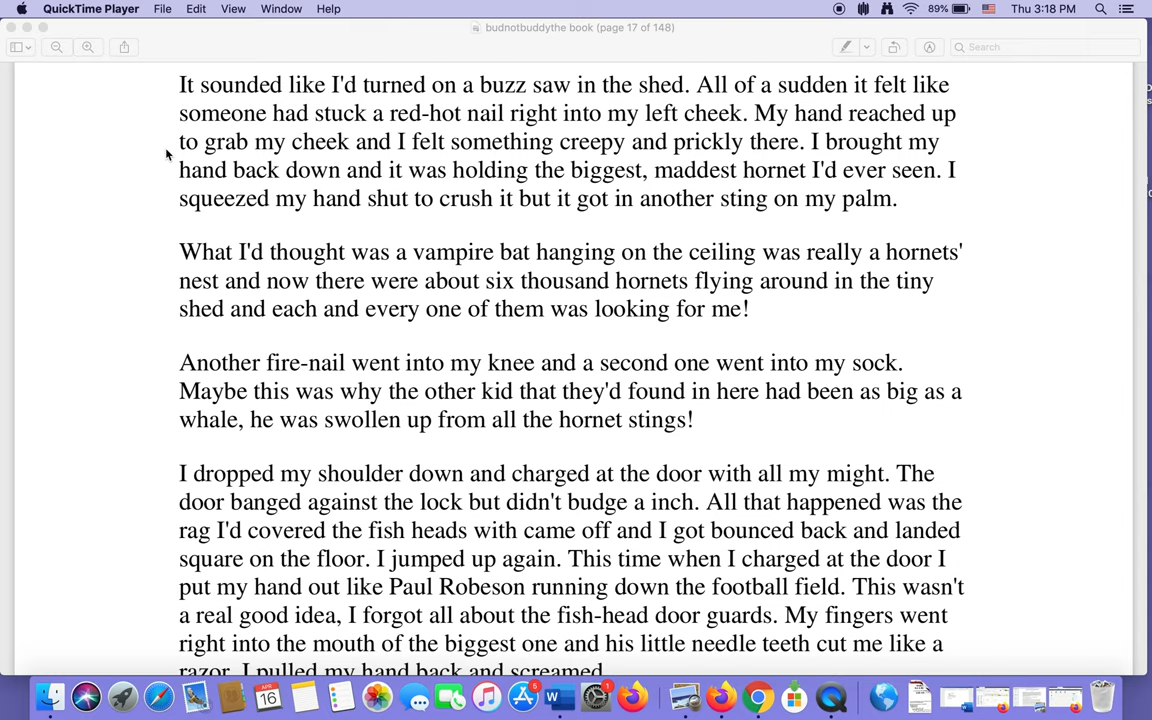 QuickTime Player File Edit View Window Help 89% Thu 3:18 PM
budnotbuddythe book (page 17 of 148)
Search
It sounded like I'd turned on a buzz saw in the shed. All of a sudden it felt like
someone had stuck a red-hot nail right into my left cheek. My hand reached up
to grab my cheek and I felt something creepy and prickly there. I brought my
hand back down and it was holding the biggest, maddest hornet I'd ever seen. I
squeezed my hand shut to crush it but it got in another sting on my palm.
What I'd thought was a vampire bat hanging on the ceiling was really a hornets'
nest and now there were about six thousand hornets flying around in the tiny
shed and each and every one of them was looking for me!
Another fire-nail went into my knee and a second one went into my sock.
Maybe this was why the other kid that they'd found in here had been as big as a
whale, he was swollen up from all the hornet stings!
I dropped my shoulder down and charged at the door with all my might. The
door banged against the lock but didn't budge a inch. All that happened was the
rag I'd covered the fish heads with came off and I got bounced back and landed
square on the floor. I jumped up again. This time when I charged at the door I
put my hand out like Paul Robeson running down the football field. This wasn't
a real good idea, I forgot all about the fish-head door guards. My fingers went
right into the mouth of the biggest one and his little needle teeth cut me like a
razor. I pulled my hand back and screamed
APR 16 5 1